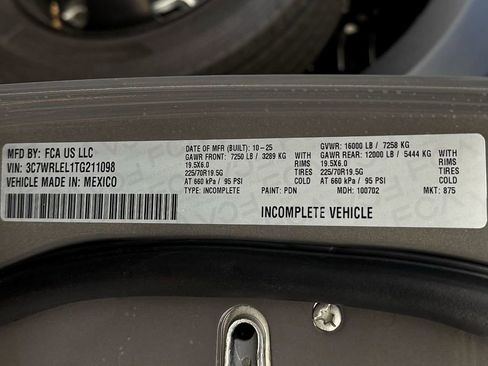 MFD BY: FCA US LLC
VIN: 3C7WRLEL1TG211098
VEHICLE MADE IN: MEXICO
DATE OF MFR (BUILT): 10-25 GVWR: 16000 LB / 7258 KG
GAWR FRONT: 7250 LB / 3289 KG WITH GAWR REAR: 12000 LB / 5444 KG WITH
19.5X6.0 RIMS 19.5X6.0 RIMS
225/70R19.5G TIRES 225/70R19.5G TIRES
AT 660 kPa / 95 PSI COLD AT 660 kPa / 95 PSI COLD
TYPE: INCOMPLETE PAINT: PDN MDH: 100702 MKT: 875
INCOMPLETE VEHICLE